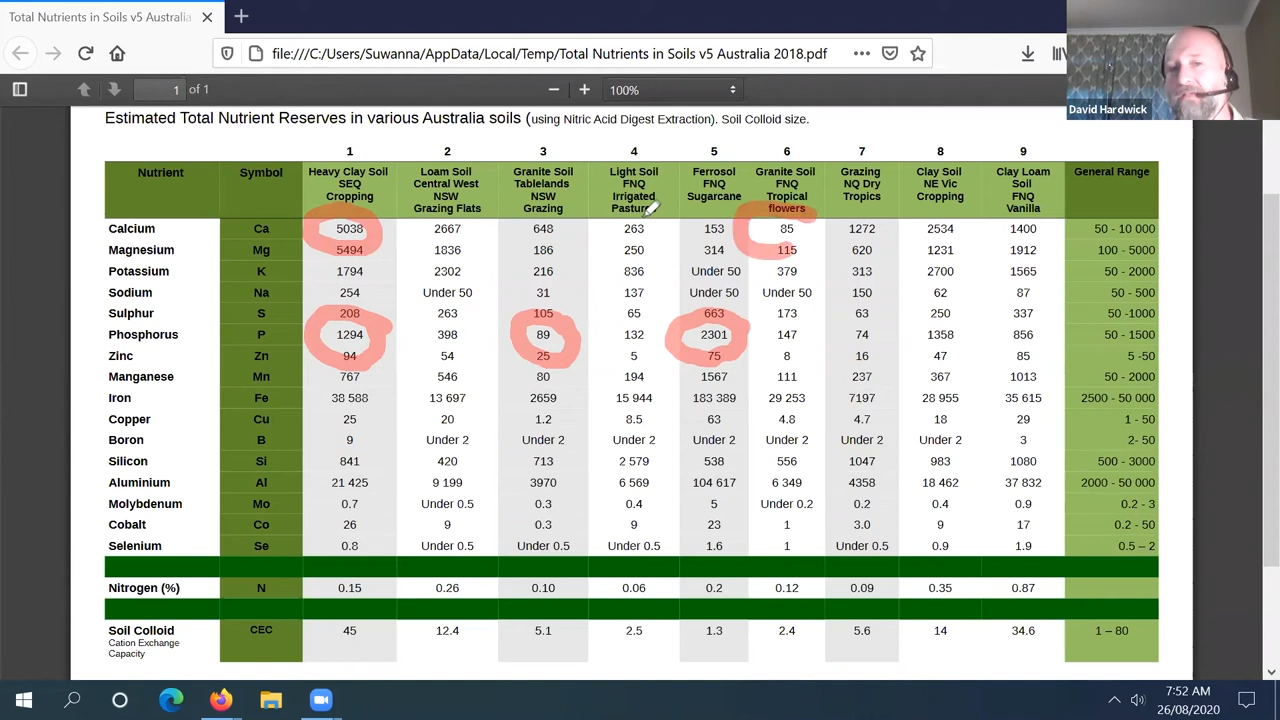 Total Nutrients in Soils v5 Australia
file:///C:/Users/Suwanna/AppData/Local/Temp/Total Nutrients in Soils v5 Australia 2018.pdf
David Hardwick
1 of 1
100%
Estimated Total Nutrient Reserves in various Australia soils (using Nitric Acid Digest Extraction). Soil Colloid size.
1 2 3 4 5 6 7 8 9
Nutrient Symbol Heavy Clay Soil Loam Soil Granite Soil Light Soil Ferrosol Granite Soil Grazing Clay Soil Clay Loam General Range
SEQ Central West Tablelands FNQ FNQ FNQ NQ Dry NE Vic Soil
Cropping NSW NSW Irrigated Sugarcane Tropical Tropics Cropping FNQ
Grazing Flats Grazing Pasture flowers Vanilla
Calcium Ca 5038 2667 648 263 153 85 1272 2534 1400 50 - 10 000
Magnesium Mg 5494 1836 186 250 314 115 620 1231 1912 100 - 5000
Potassium K 1794 2302 216 836 Under 50 379 313 2700 1565 50 - 2000
Sodium Na 254 Under 50 31 137 Under 50 Under 50 150 62 87 50 - 500
Sulphur S 208 263 105 65 663 173 63 250 337 50 -1000
Phosphorus P 1294 398 89 132 2301 147 74 1358 856 50 - 1500
Zinc Zn 94 54 25 5 75 8 16 47 85 5 -50
Manganese Mn 767 546 80 194 1567 111 237 367 1013 50 - 2000
Iron Fe 38 588 13 697 2659 15 944 183 389 29 253 7197 28 955 35 615 2500 - 50 000
Copper Cu 25 20 1.2 8.5 63 4.8 4.7 18 29 1 - 50
Boron B 9 Under 2 Under 2 Under 2 Under 2 Under 2 Under 2 Under 2 3 2- 50
Silicon Si 841 420 713 2 579 538 556 1047 983 1080 500 - 3000
Aluminium Al 21 425 9 199 3970 6 569 104 617 6 349 4358 18 462 37 832 2000 - 50 000
Molybdenum Mo 0.7 Under 0.5 0.3 0.4 5 Under 0.2 0.2 0.4 0.9 0.2 - 3
Cobalt Co 26 9 0.3 9 23 1 3.0 9 17 0.2 - 50
Selenium Se 0.8 Under 0.5 Under 0.5 Under 0.5 1.6 1 Under 0.5 0.9 1.9 0.5 – 2
Nitrogen (%) N 0.15 0.26 0.10 0.06 0.2 0.12 0.09 0.35 0.87
Soil Colloid CEC 45 12.4 5.1 2.5 1.3 2.4 5.6 14 34.6 1 – 80
Cation Exchange
Capacity
7:52 AM
26/08/2020